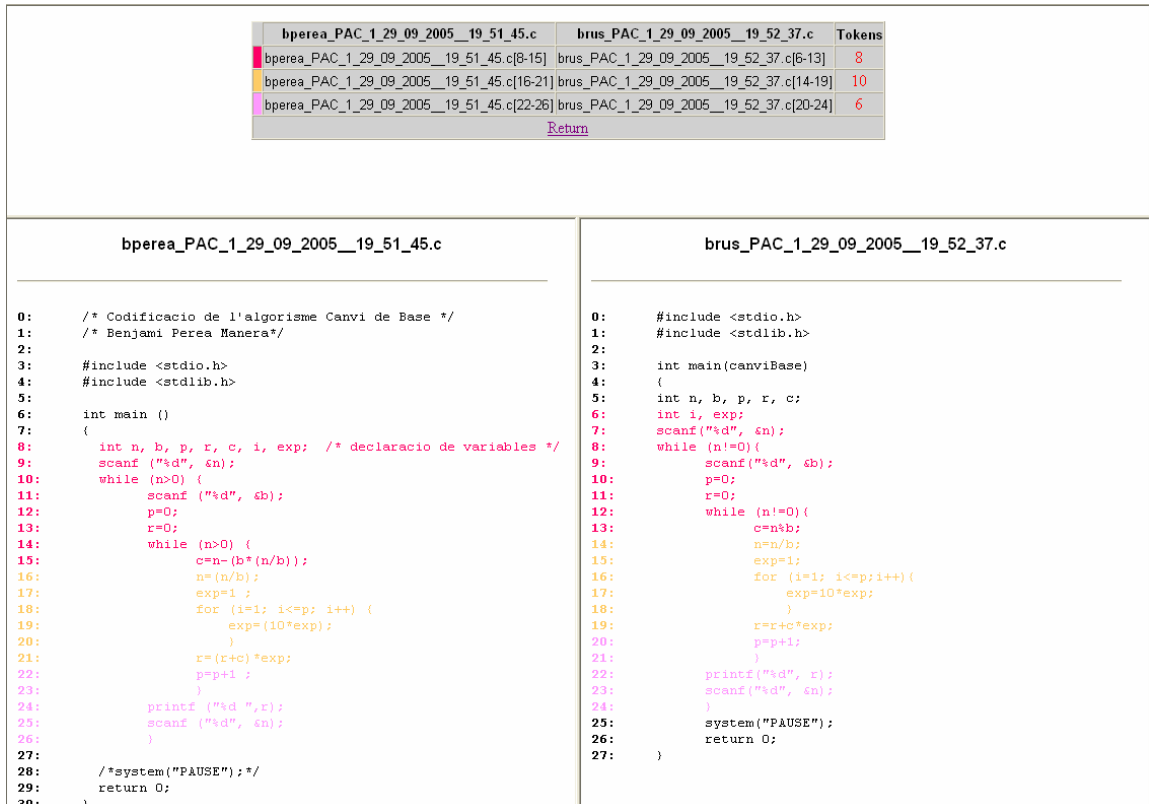 bperea_PAC_1_29_09_2005__19_51_45.c brus_PAC_1_29_09_2005__19_52_37.c Tokens
bperea_PAC_1_29_09_2005__19_51_45.c[8-15] brus_PAC_1_29_09_2005__19_52_37.c[6-13] 8
bperea_PAC_1_29_09_2005__19_51_45.c[16-21] brus_PAC_1_29_09_2005__19_52_37.c[14-19] 10
bperea_PAC_1_29_09_2005__19_51_45.c[22-26] brus_PAC_1_29_09_2005__19_52_37.c[20-24] 6
Return
bperea_PAC_1_29_09_2005__19_51_45.c
0: /* Codificacio de l'algorisme Canvi de Base */
1: /* Benjami Perea Manera*/
2:
3: #include <stdio.h>
4: #include <stdlib.h>
5:
6: int main ()
7: {
8: int n, b, p, r, c, i, exp; /* declaracio de variables */
9: scanf ("%d", &n);
10: while (n>0) {
11: scanf ("%d", &b);
12: p=0;
13: r=0;
14: while (n>0) {
15: c=n-(b*(n/b));
16: n=(n/b);
17: exp=1 ;
18: for (i=1; i<=p; i++) {
19: exp=(10*exp);
20: }
21: r=(r+c)*exp;
22: p=p+1 ;
23: }
24: printf ("%d ",r);
25: scanf ("%d", &n);
26: }
27:
28: /*system("PAUSE");*/
29: return 0;
30: }
brus_PAC_1_29_09_2005__19_52_37.c
0: #include <stdio.h>
1: #include <stdlib.h>
2:
3: int main(canviBase)
4: {
5: int n, b, p, r, c;
6: int i, exp;
7: scanf("%d", &n);
8: while (n!=0){
9: scanf("%d", &b);
10: p=0;
11: r=0;
12: while (n!=0){
13: c=n%b;
14: n=n/b;
15: exp=1;
16: for (i=1; i<=p;i++){
17: exp=10*exp;
18: }
19: r=r+c*exp;
20: p=p+1;
21: }
22: printf("%d", r);
23: scanf("%d", &n);
24: }
25: system("PAUSE");
26: return 0;
27: }